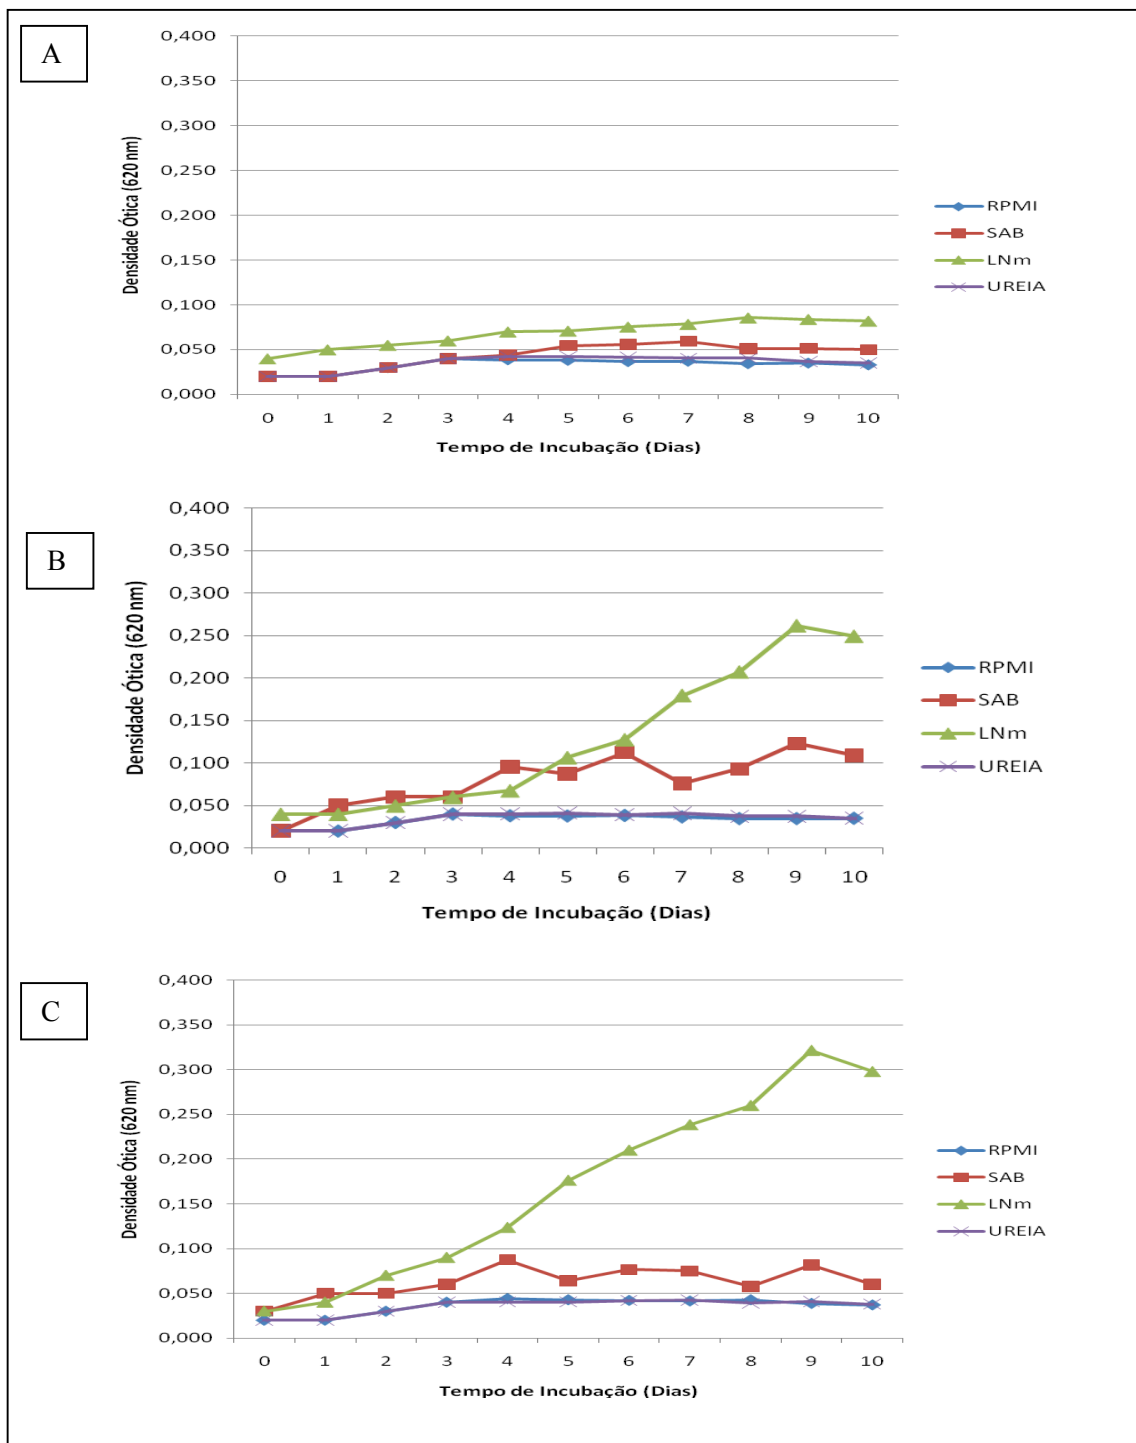 A
0,400
0,350
0,300
0,250
0,200
0,150
0,100
0,050
0,000
Densidade Ótica (620 nm)
0 1 2 3 4 5 6 7 8 9 10
Tempo de Incubação (Dias)
RPMI
SAB
LNm
UREIA
B
0,400
0,350
0,300
0,250
0,200
0,150
0,100
0,050
0,000
Densidade Ótica (620 nm)
0 1 2 3 4 5 6 7 8 9 10
Tempo de Incubação (Dias)
RPMI
SAB
LNm
UREIA
C
0,400
0,350
0,300
0,250
0,200
0,150
0,100
0,050
0,000
Densidade Ótica (620 nm)
0 1 2 3 4 5 6 7 8 9 10
Tempo de Incubação (Dias)
RPMI
SAB
LNm
UREIA